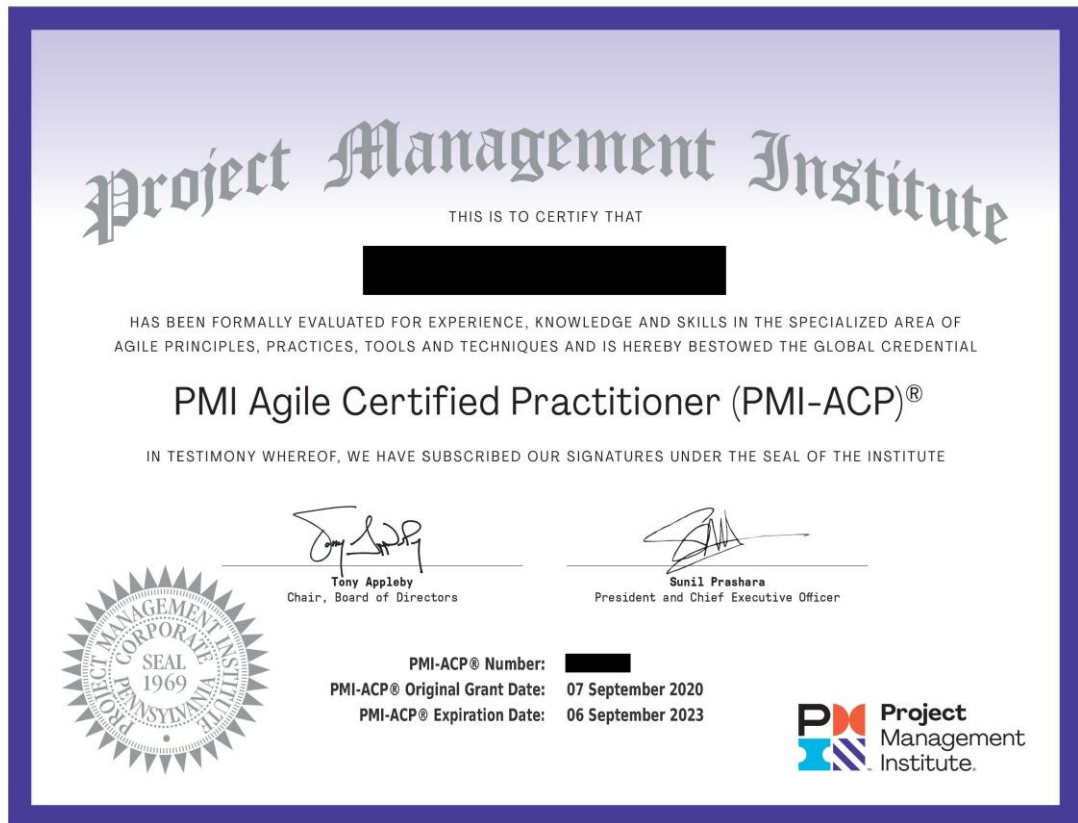 Project Management Institute
THIS IS TO CERTIFY THAT
HAS BEEN FORMALLY EVALUATED FOR EXPERIENCE, KNOWLEDGE AND SKILLS IN THE SPECIALIZED AREA OF
AGILE PRINCIPLES, PRACTICES, TOOLS AND TECHNIQUES AND IS HEREBY BESTOWED THE GLOBAL CREDENTIAL
PMI Agile Certified Practitioner (PMI-ACP)®
IN TESTIMONY WHEREOF, WE HAVE SUBSCRIBED OUR SIGNATURES UNDER THE SEAL OF THE INSTITUTE
Tony Appleby
Chair, Board of Directors
Sunil Prashara
President and Chief Executive Officer
PROJECT MANAGEMENT INSTITUTE
CORPORATE
SEAL
1969
PENNSYLVANIA
PMI-ACP® Number:
PMI-ACP® Original Grant Date: 07 September 2020
PMI-ACP® Expiration Date: 06 September 2023
Project
Management
Institute.